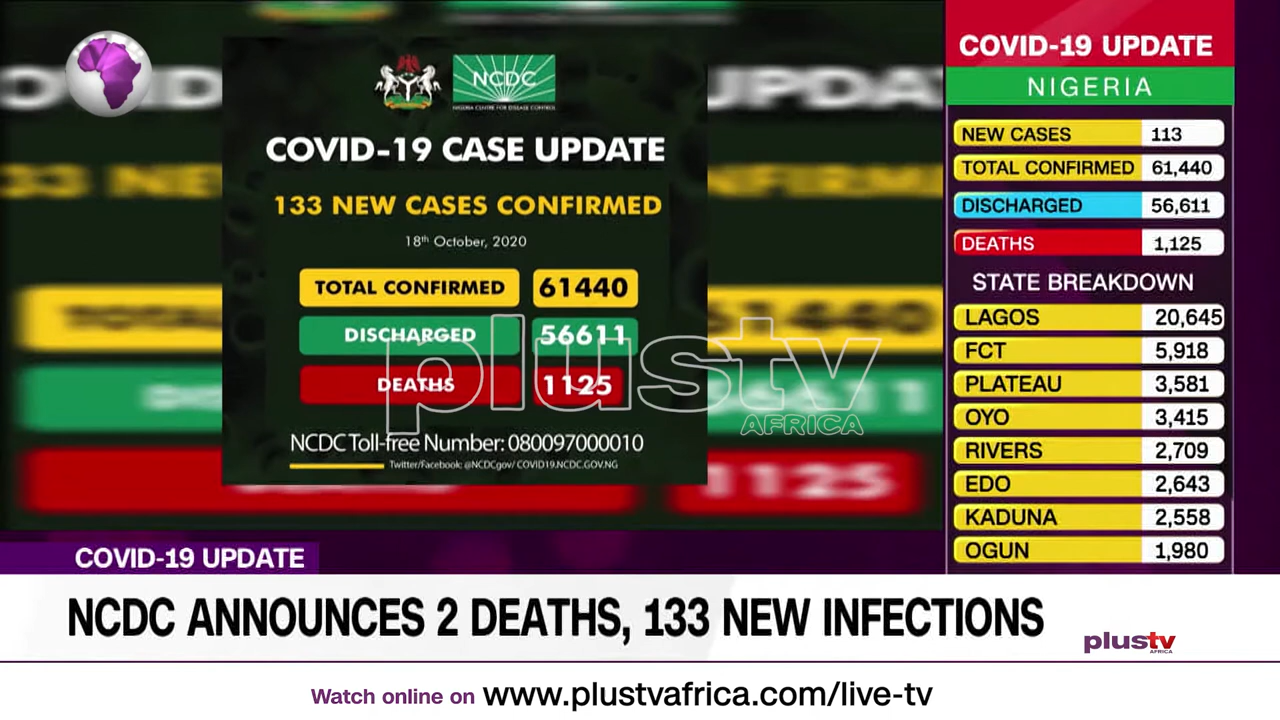 NCDC
NIGERIA CENTRE FOR DISEASE CONTROL
COVID-19 CASE UPDATE
133 NEW CASES CONFIRMED
18th October, 2020
TOTAL CONFIRMED 61440
DISCHARGED 56611
DEATHS 1125
NCDC Toll-free Number: 080097000010
Twitter/Facebook: @NCDCgov/ COVID19.NCDC.GOV.NG
plustv
AFRICA
COVID-19 UPDATE
NIGERIA
NEW CASES 113
TOTAL CONFIRMED 61,440
DISCHARGED 56,611
DEATHS 1,125
STATE BREAKDOWN
LAGOS 20,645
FCT 5,918
PLATEAU 3,581
OYO 3,415
RIVERS 2,709
EDO 2,643
KADUNA 2,558
OGUN 1,980
COVID-19 UPDATE
NCDC ANNOUNCES 2 DEATHS, 133 NEW INFECTIONS
plustv
AFRICA
Watch online on www.plustvafrica.com/live-tv